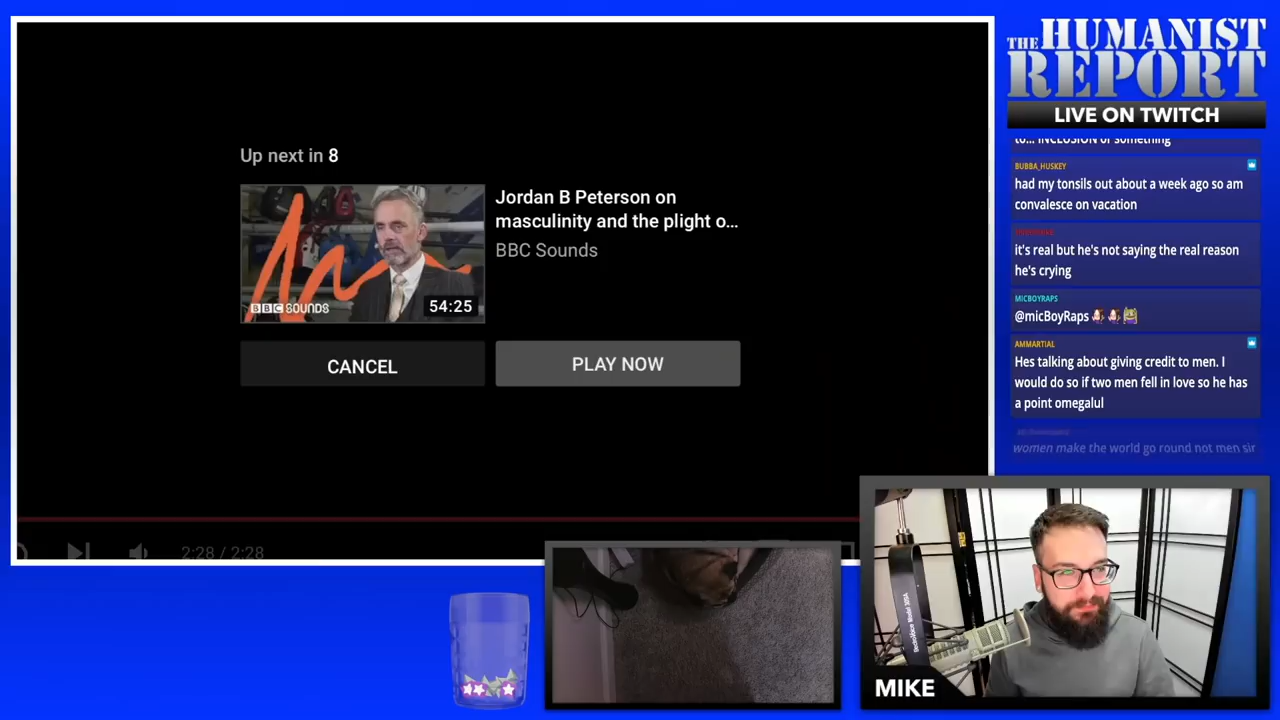 Up next in 8
Jordan B Peterson on
masculinity and the plight o...
BBC Sounds
BBC SOUNDS
54:25
CANCEL
PLAY NOW
2:28 / 2:28
THE HUMANIST
REPORT
LIVE ON TWITCH
to... INCLUSION or something
BUBBA_HUSKEY
had my tonsils out about a week ago so am
convalesce on vacation
it's real but he's not saying the real reason
he's crying
MICBOYRAPS
@micBoyRaps
AMMARTIAL
Hes talking about giving credit to men. I
would do so if two men fell in love so he has
a point omegalul
women make the world go round not men sir
MIKE